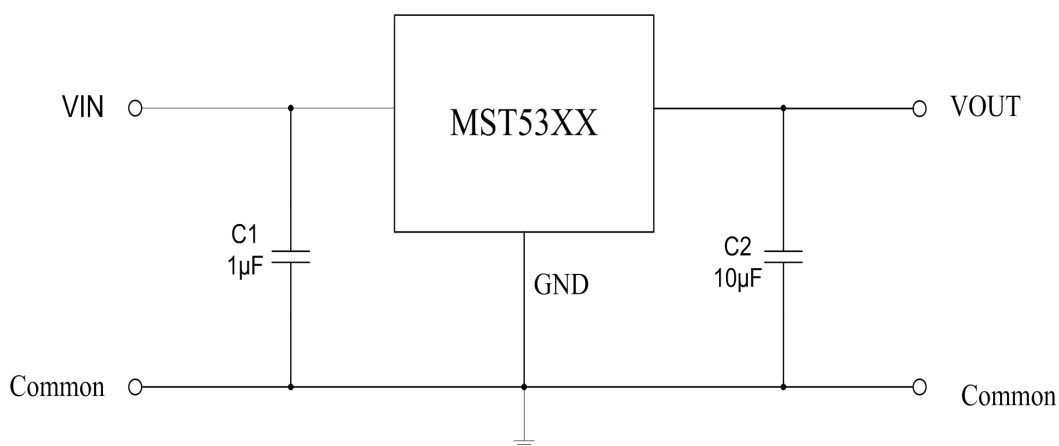 VIN
MST53XX
VOUT
C1
1μF
GND
C2
10μF
Common
Common